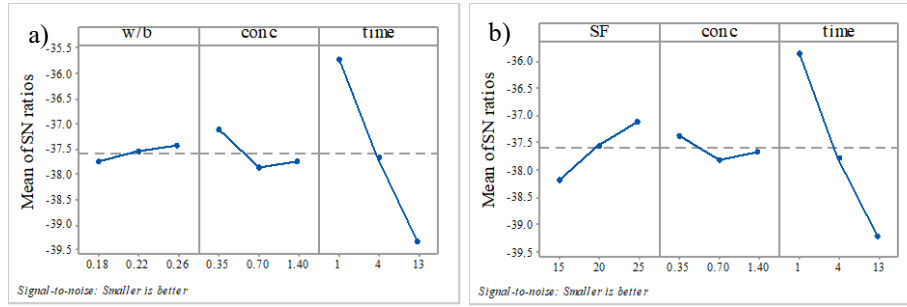 a)
w/b conc time
Mean of SN ratios
-35.5
-36.0
-36.5
-37.0
-37.5
-38.0
-38.5
-39.0
-39.5
0.18 0.22 0.26 0.35 0.70 1.40 1 4 13
Signal-to-noise: Smaller is better
b)
SF conc time
Mean of SN ratios
-36.0
-36.5
-37.0
-37.5
-38.0
-38.5
-39.0
-39.5
15 20 25 0.35 0.70 1.40 1 4 13
Signal-to-noise: Smaller is better